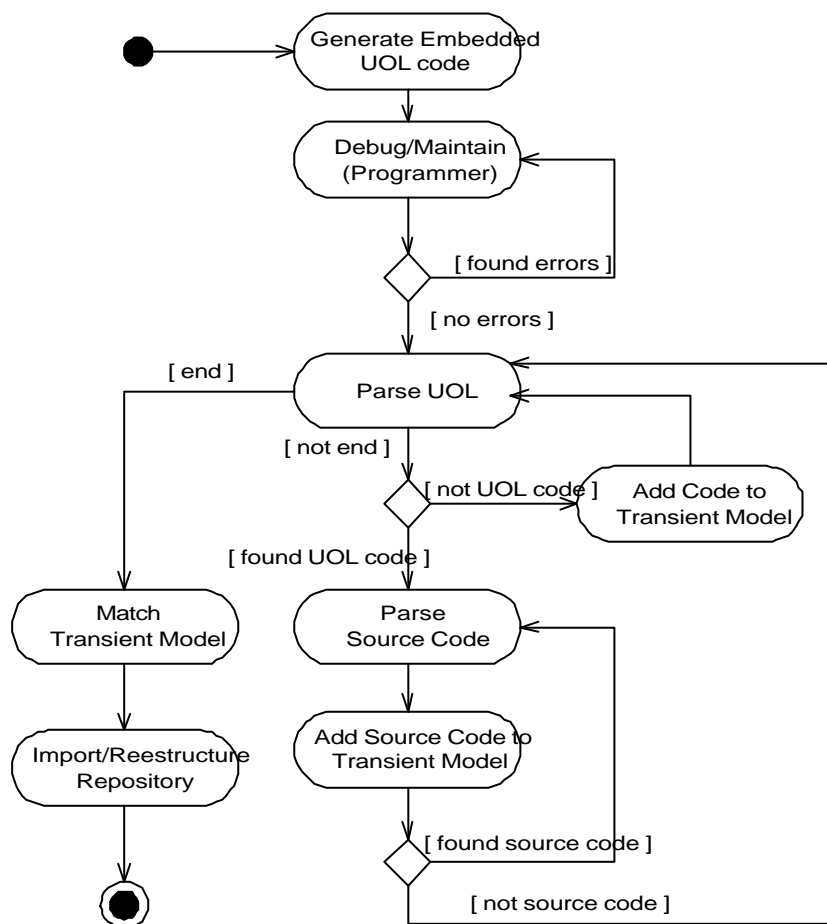 Generate Embedded
UOL code
Debug/Maintain
(Programmer)
[ found errors ]
[ no errors ]
[ end ]
Parse UOL
[ not end ]
[ not UOL code ]
Add Code to
Transient Model
[ found UOL code ]
Match
Transient Model
Parse
Source Code
Import/Reestructure
Repository
Add Source Code to
Transient Model
[ found source code ]
[ not source code ]